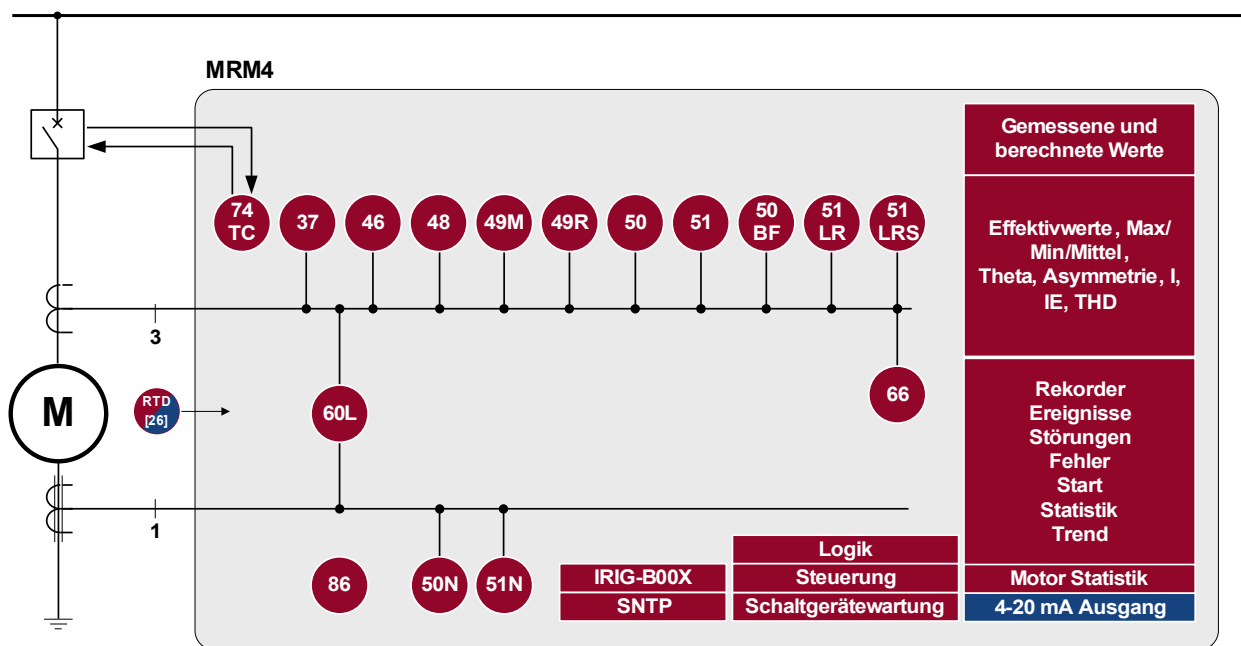 MRM4
Gemessene und
berechnete Werte
74
TC
37
46
48
49M
49R
50
51
50
BF
51
LR
51
LRS
Effektivwerte, Max/
Min/Mittel,
Theta, Asymmetrie, I,
IE, THD
3
M
RTD
[26]
60L
66
Rekorder
Ereignisse
Störungen
Fehler
Start
Statistik
Trend
1
86
50N
51N
Logik
IRIG-B00X
Steuerung
Motor Statistik
SNTP
Schaltgerätewartung
4-20 mA Ausgang